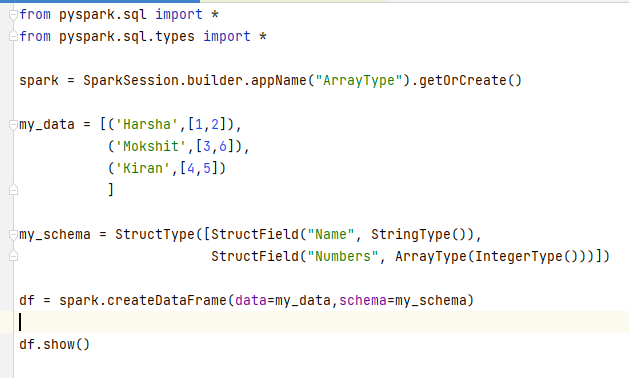 from pyspark.sql import *
from pyspark.sql.types import *
spark = SparkSession.builder.appName("ArrayType").getOrCreate()
my_data = [('Harsha',[1,2]),
('Mokshit',[3,6]),
('Kiran',[4,5])
]
my_schema = StructType([StructField("Name", StringType()),
StructField("Numbers", ArrayType(IntegerType()))])
df = spark.createDataFrame(data=my_data,schema=my_schema)
df.show()